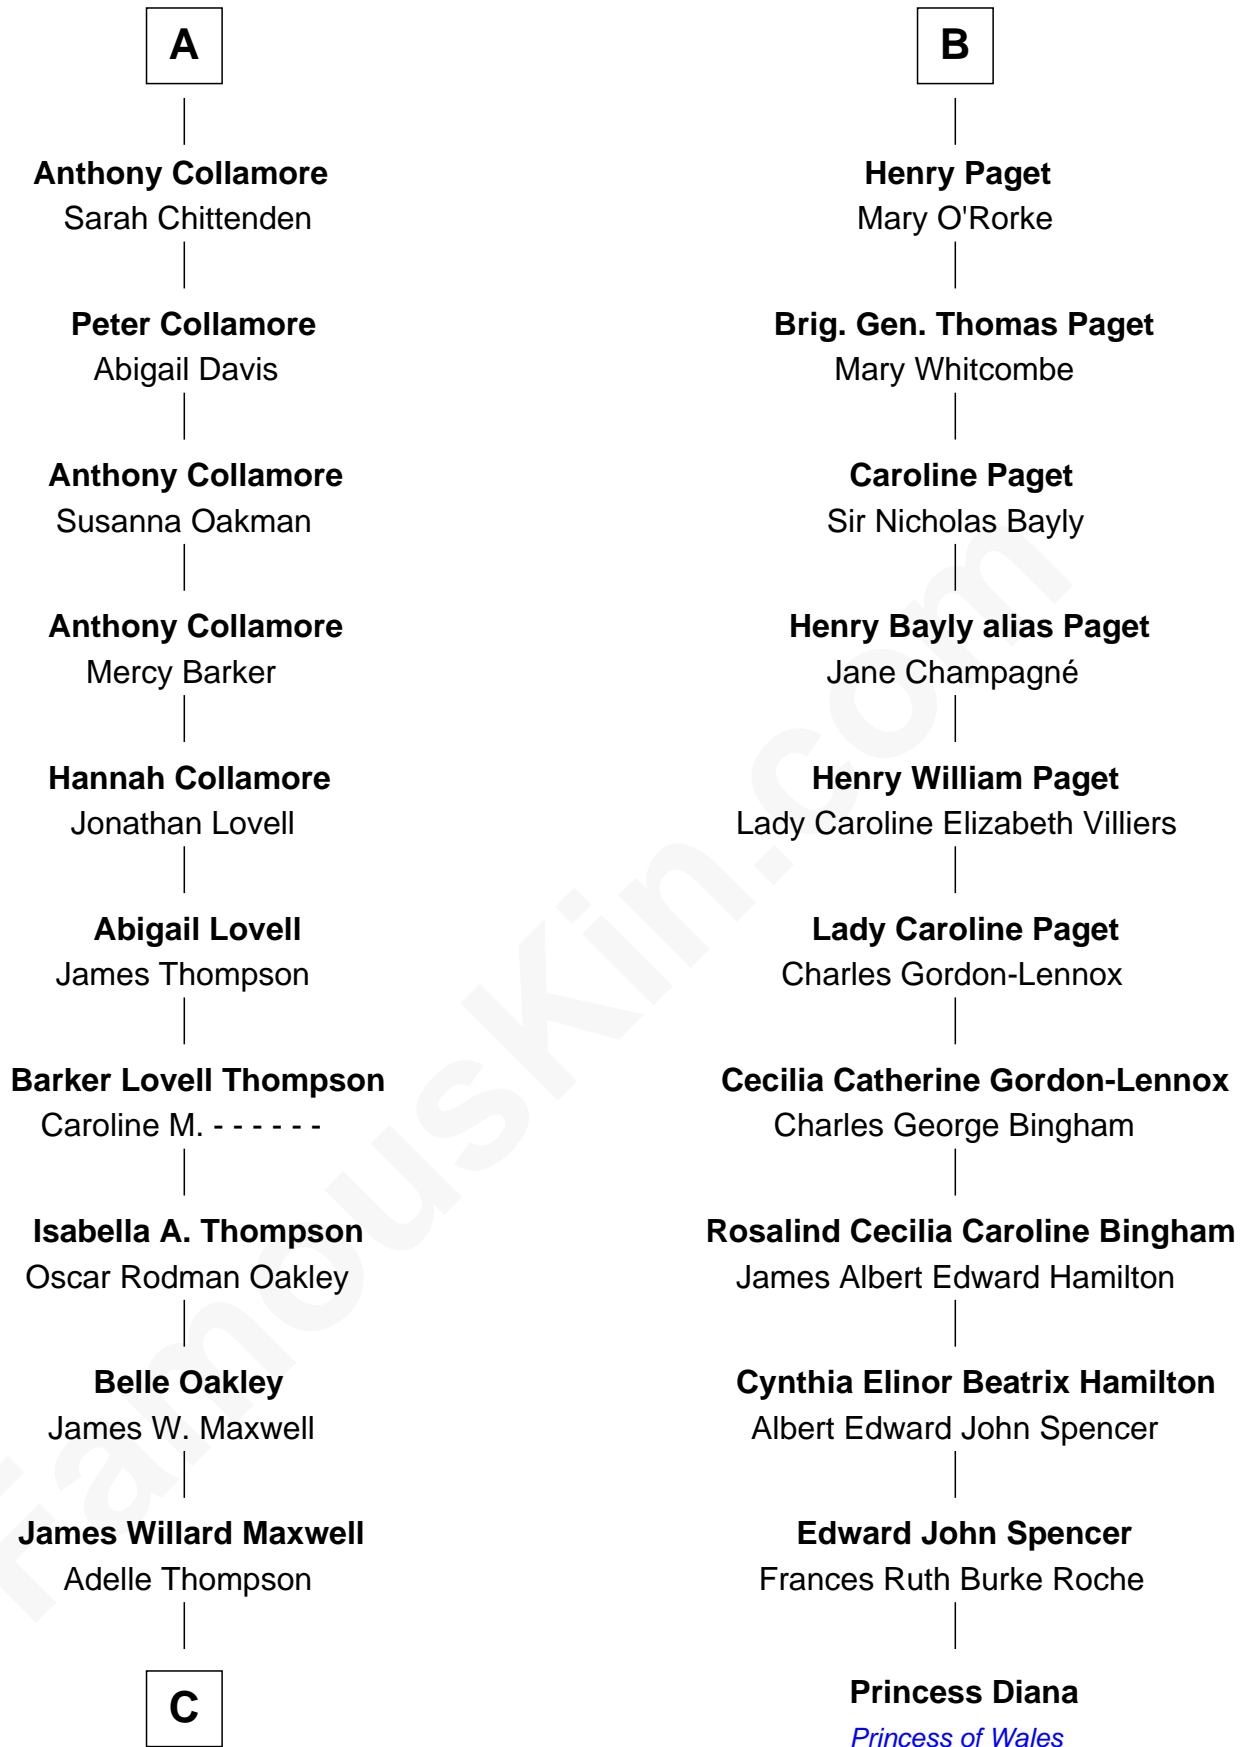 A
Anthony Collamore
Sarah Chittenden
Peter Collamore
Abigail Davis
Anthony Collamore
Susanna Oakman
Anthony Collamore
Mercy Barker
Hannah Collamore
Jonathan Lovell
Abigail Lovell
James Thompson
Barker Lovell Thompson
Caroline M. - - - - - -
Isabella A. Thompson
Oscar Rodman Oakley
Belle Oakley
James W. Maxwell
James Willard Maxwell
Adelle Thompson
C
B
Henry Paget
Mary O'Rorke
Brig. Gen. Thomas Paget
Mary Whitcombe
Caroline Paget
Sir Nicholas Bayly
Henry Bayly alias Paget
Jane Champagné
Henry William Paget
Lady Caroline Elizabeth Villiers
Lady Caroline Paget
Charles Gordon-Lennox
Cecilia Catherine Gordon-Lennox
Charles George Bingham
Rosalind Cecilia Caroline Bingham
James Albert Edward Hamilton
Cynthia Elinor Beatrix Hamilton
Albert Edward John Spencer
Edward John Spencer
Frances Ruth Burke Roche
Princess Diana
Princess of Wales
FamousKin.com